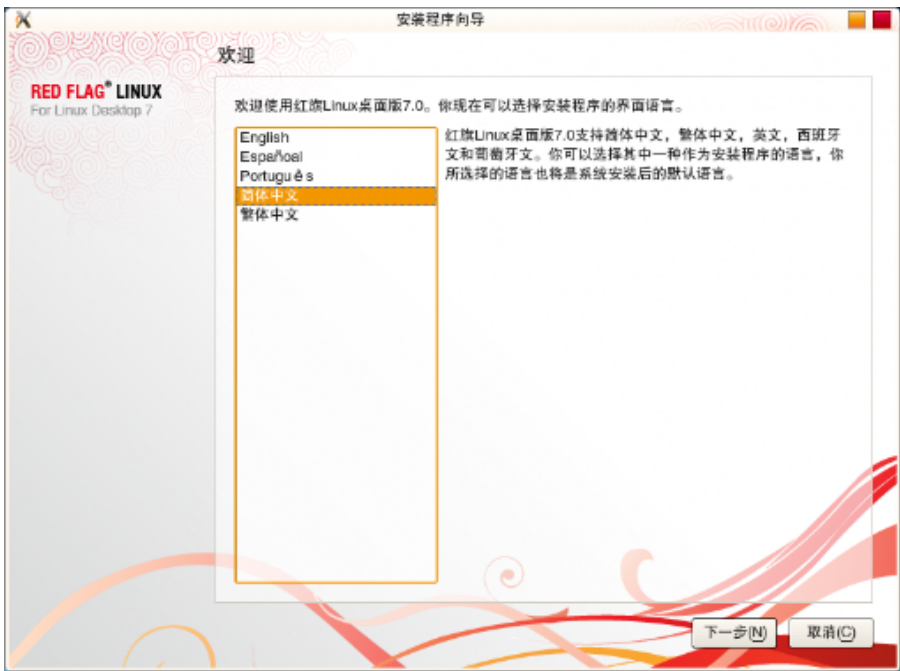 安装程序向导
欢迎
RED FLAG® LINUX
For Linux Desktop 7
欢迎使用红旗Linux桌面版7.0。你现在可以选择安装程序的界面语言。
English
Españoal
Português
简体中文
繁体中文
红旗Linux桌面版7.0支持简体中文，繁体中文，英文，西班牙
文和葡萄牙文。你可以选择其中一种作为安装程序的语言，你
所选择的语言也将是系统安装后的默认语言。
下一步(N)
取消(C)